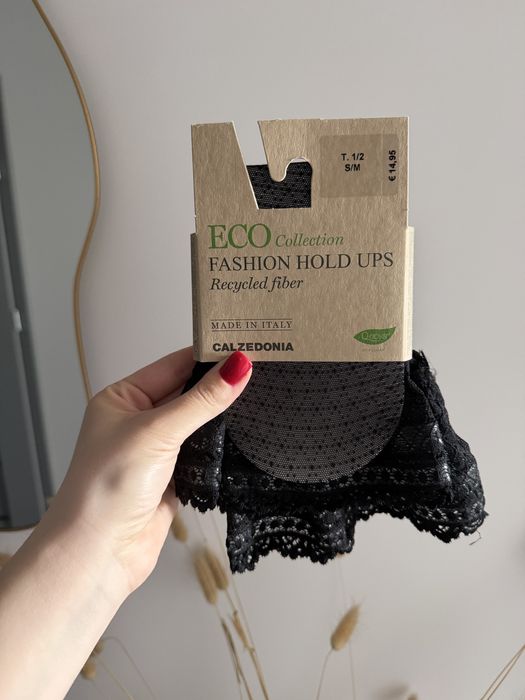 T. 1/2
S/M
€ 14,95
ECO Collection
FASHION HOLD UPS
Recycled fiber
MADE IN ITALY
CALZEDONIA